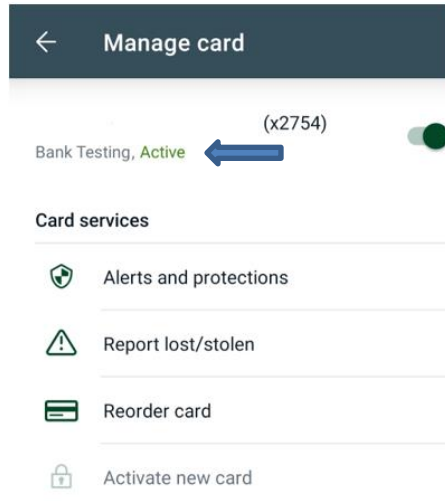 Manage card
(x2754)
Bank Testing, Active
Card services
Alerts and protections
Report lost/stolen
Reorder card
Activate new card